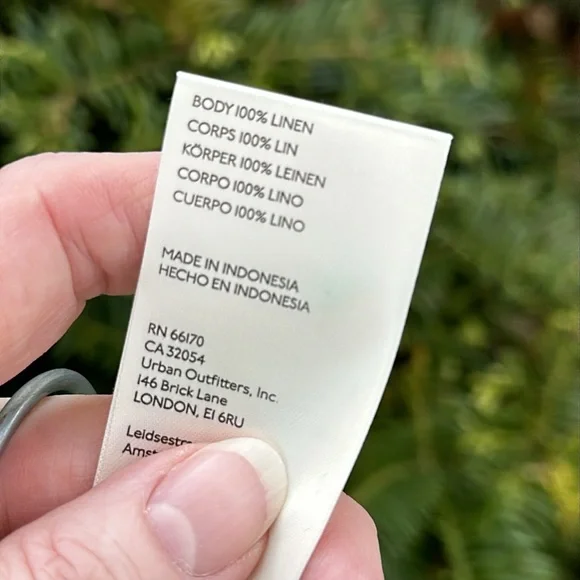 BODY 100% LINEN
CORPS 100% LIN
KÖRPER 100% LEINEN
CORPO 100% LINO
CUERPO 100% LINO
MADE IN INDONESIA
HECHO EN INDONESIA
RN 66170
CA 32054
Urban Outfitters, Inc.
146 Brick Lane
LONDON, E1 6RU